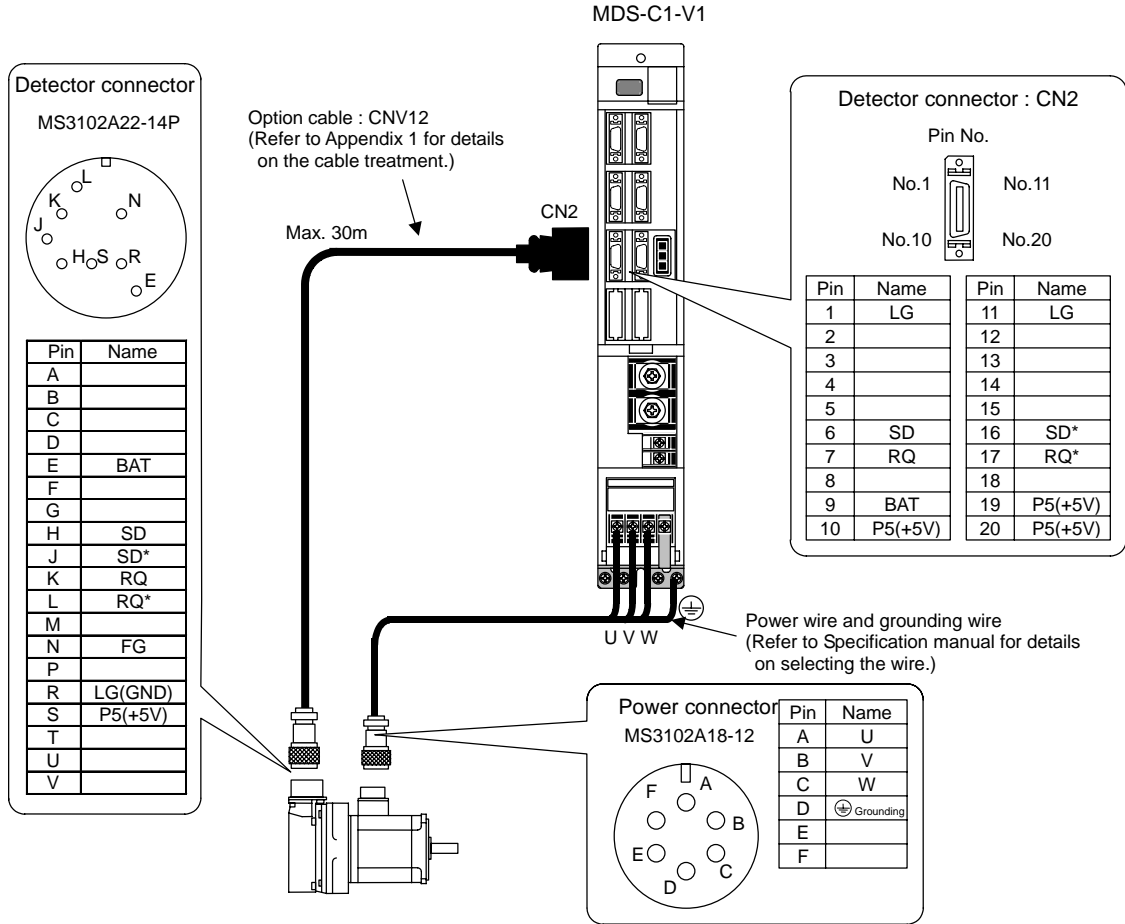 MDS-C1-V1
Detector connector
MS3102A22-14P
L
K
N
J
H
S
R
E
Pin Name
A
B
C
D
E BAT
F
G
H SD
J SD*
K RQ
L RQ*
M
N FG
P
R LG(GND)
S P5(+5V)
T
U
V
Option cable : CNV12
(Refer to Appendix 1 for details
on the cable treatment.)
Max. 30m
CN2
Detector connector : CN2
Pin No.
No.1 No.11
No.10 No.20
Pin Name Pin Name
1 LG 11 LG
2 12
3 13
4 14
5 15
6 SD 16 SD*
7 RQ 17 RQ*
8 18
9 BAT 19 P5(+5V)
10 P5(+5V) 20 P5(+5V)
U V W
Power wire and grounding wire
(Refer to Specification manual for details
on selecting the wire.)
Power connector
MS3102A18-12
A
F
B
E
C
D
Pin Name
A U
B V
C W
D Grounding
E
F